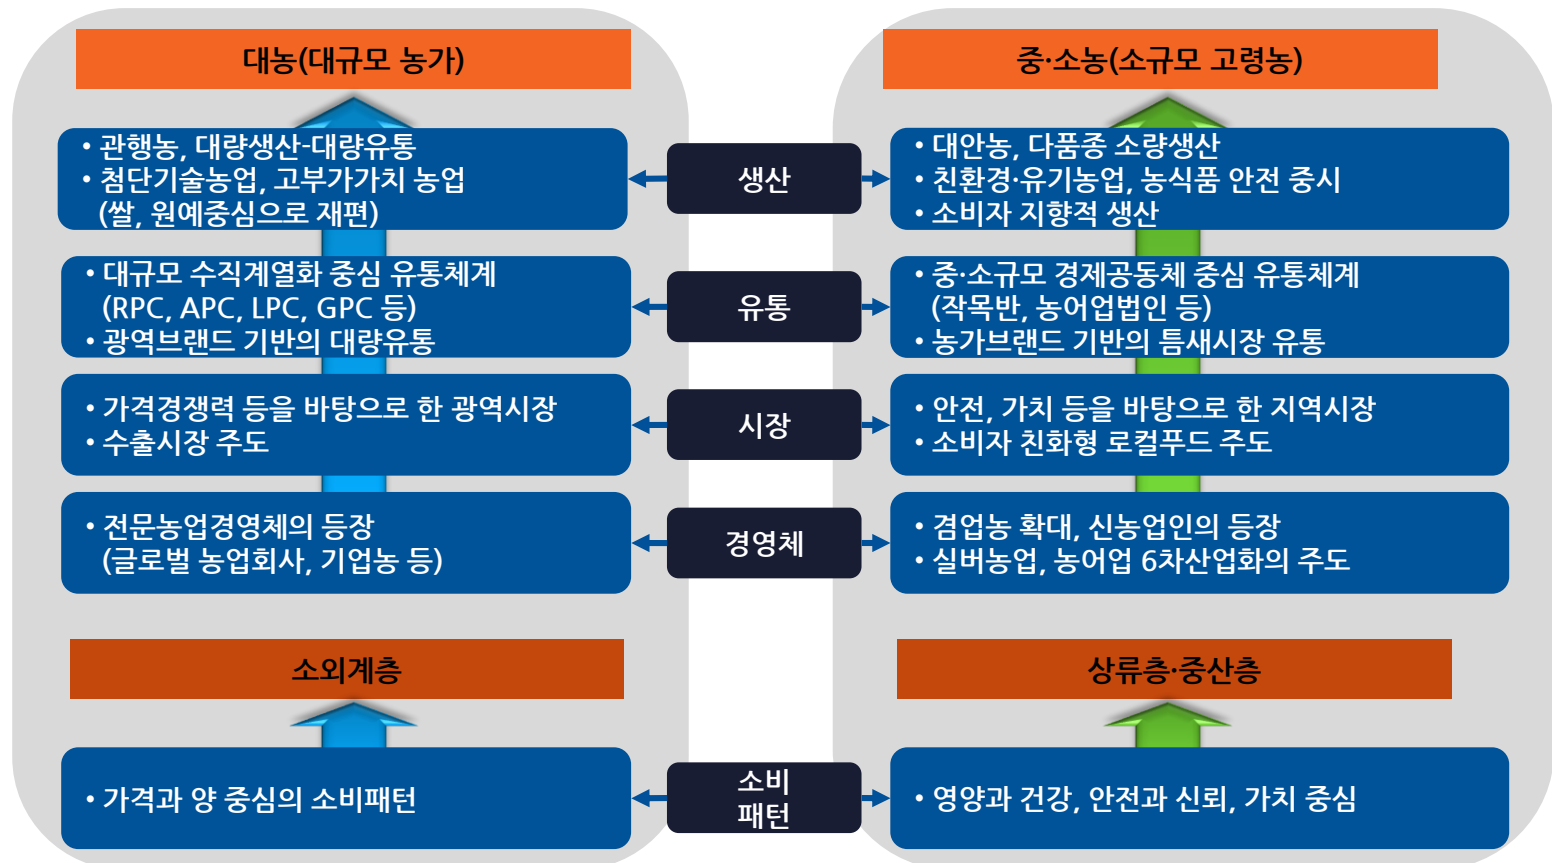 대농(대규모 농가)
중·소농(소규모 고령농)
• 관행농, 대량생산-대량유통
• 첨단기술농업, 고부가가치 농업
(쌀, 원예중심으로 재편)
생산
• 대안농, 다품종 소량생산
• 친환경·유기농업, 농식품 안전 중시
• 소비자 지향적 생산
• 대규모 수직계열화 중심 유통체계
(RPC, APC, LPC, GPC 등)
• 광역브랜드 기반의 대량유통
유통
• 중·소규모 경제공동체 중심 유통체계
(작목반, 농어업법인 등)
• 농가브랜드 기반의 틈새시장 유통
• 가격경쟁력 등을 바탕으로 한 광역시장
• 수출시장 주도
시장
• 안전, 가치 등을 바탕으로 한 지역시장
• 소비자 친화형 로컬푸드 주도
• 전문농업경영체의 등장
(글로벌 농업회사, 기업농 등)
경영체
• 겸업농 확대, 신농업인의 등장
• 실버농업, 농어업 6차산업화의 주도
소외계층
상류층·중산층
• 가격과 양 중심의 소비패턴
소비
패턴
• 영양과 건강, 안전과 신뢰, 가치 중심